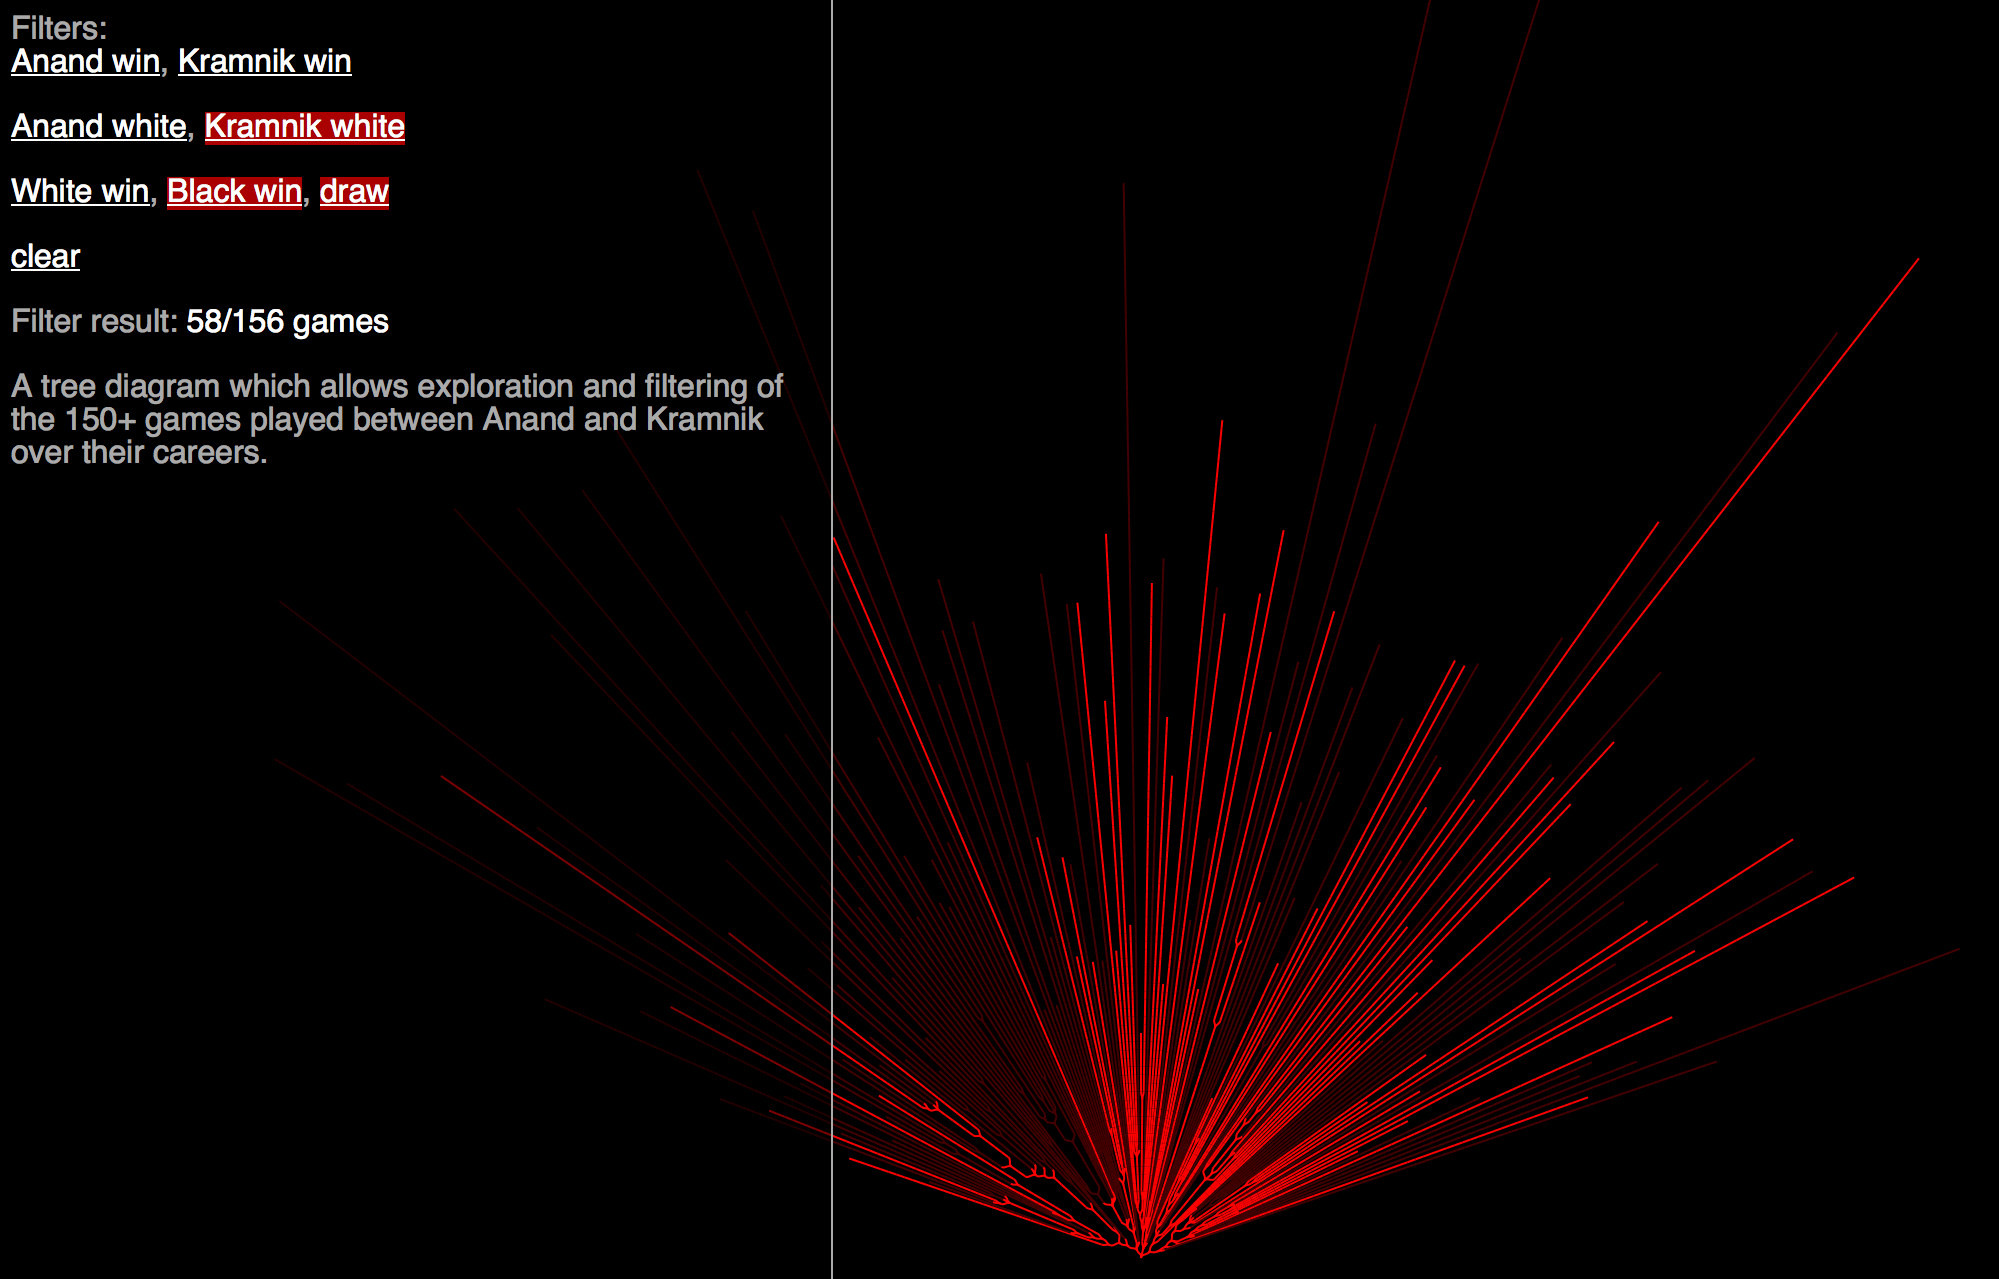 Filters:
Anand win, Kramnik win
Anand white, Kramnik white
White win, Black win, draw
clear
Filter result: 58/156 games
A tree diagram which allows exploration and filtering of
the 150+ games played between Anand and Kramnik
over their careers.